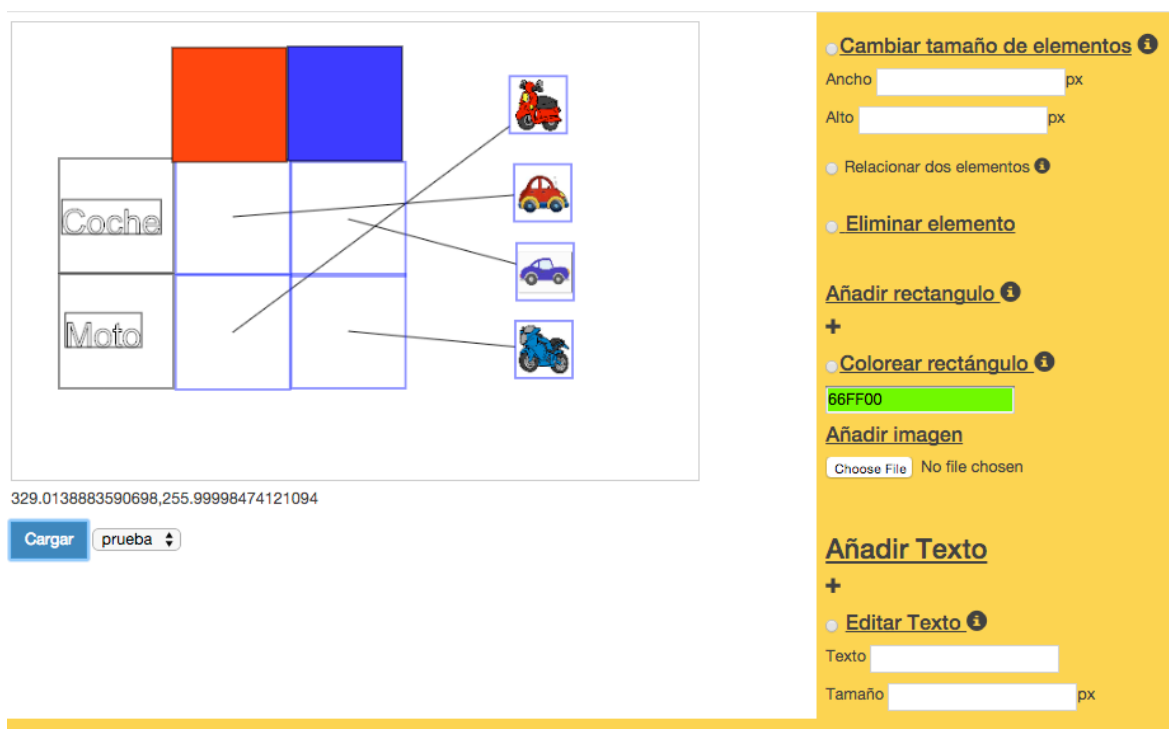 Coche
Moto
329.0138883590698,255.99998474121094
Cargar prueba
Cambiar tamaño de elementos
Ancho px
Alto px
Relacionar dos elementos
Eliminar elemento
Añadir rectangulo
+
Colorear rectángulo
66FF00
Añadir imagen
Choose File No file chosen
Añadir Texto
+
Editar Texto
Texto
Tamaño px